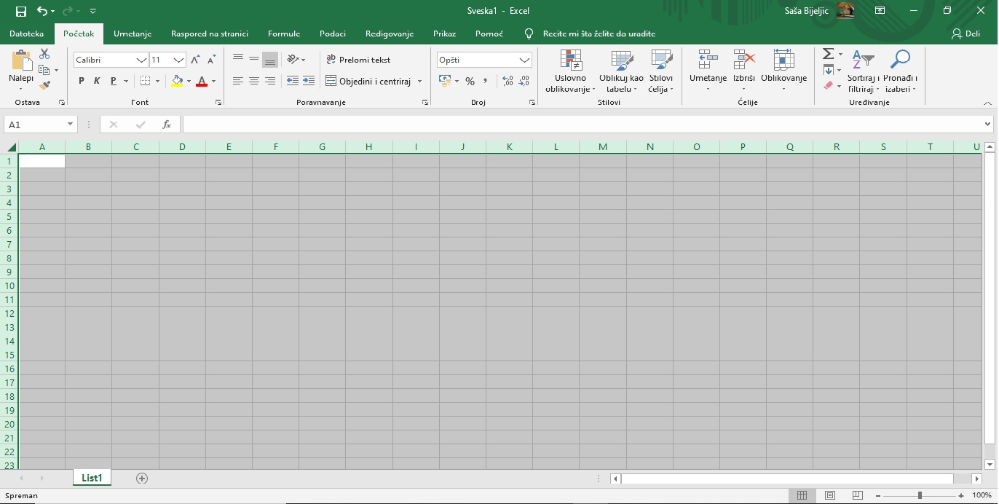 Sveska1 - Excel
Saša Bijeljic
Datoteka Početak Umetanje Raspored na stranici Formule Podaci Redigovanje Prikaz Pomoć Recite mi šta želite da uradite Deli
Nalepi
Ostava
Calibri 11
P K P
Font
Prelomi tekst
Objedini i centriraj
Poravnavanje
Opšti
%
Broj
Uslovno
oblikovanje
Oblikuj kao
tabelu
Stilovi
ćelija
Stilovi
Umetanje Izbriši Oblikovanje
Ćelije
Sortiraj i
filtriraj
Pronađi i
izaberi
Uređivanje
A1
fx
A B C D E F G H I J K L M N O P Q R S T U
1
2
3
4
5
6
7
8
9
10
11
12
13
14
15
16
17
18
19
20
21
22
23
List1
Spreman
100%